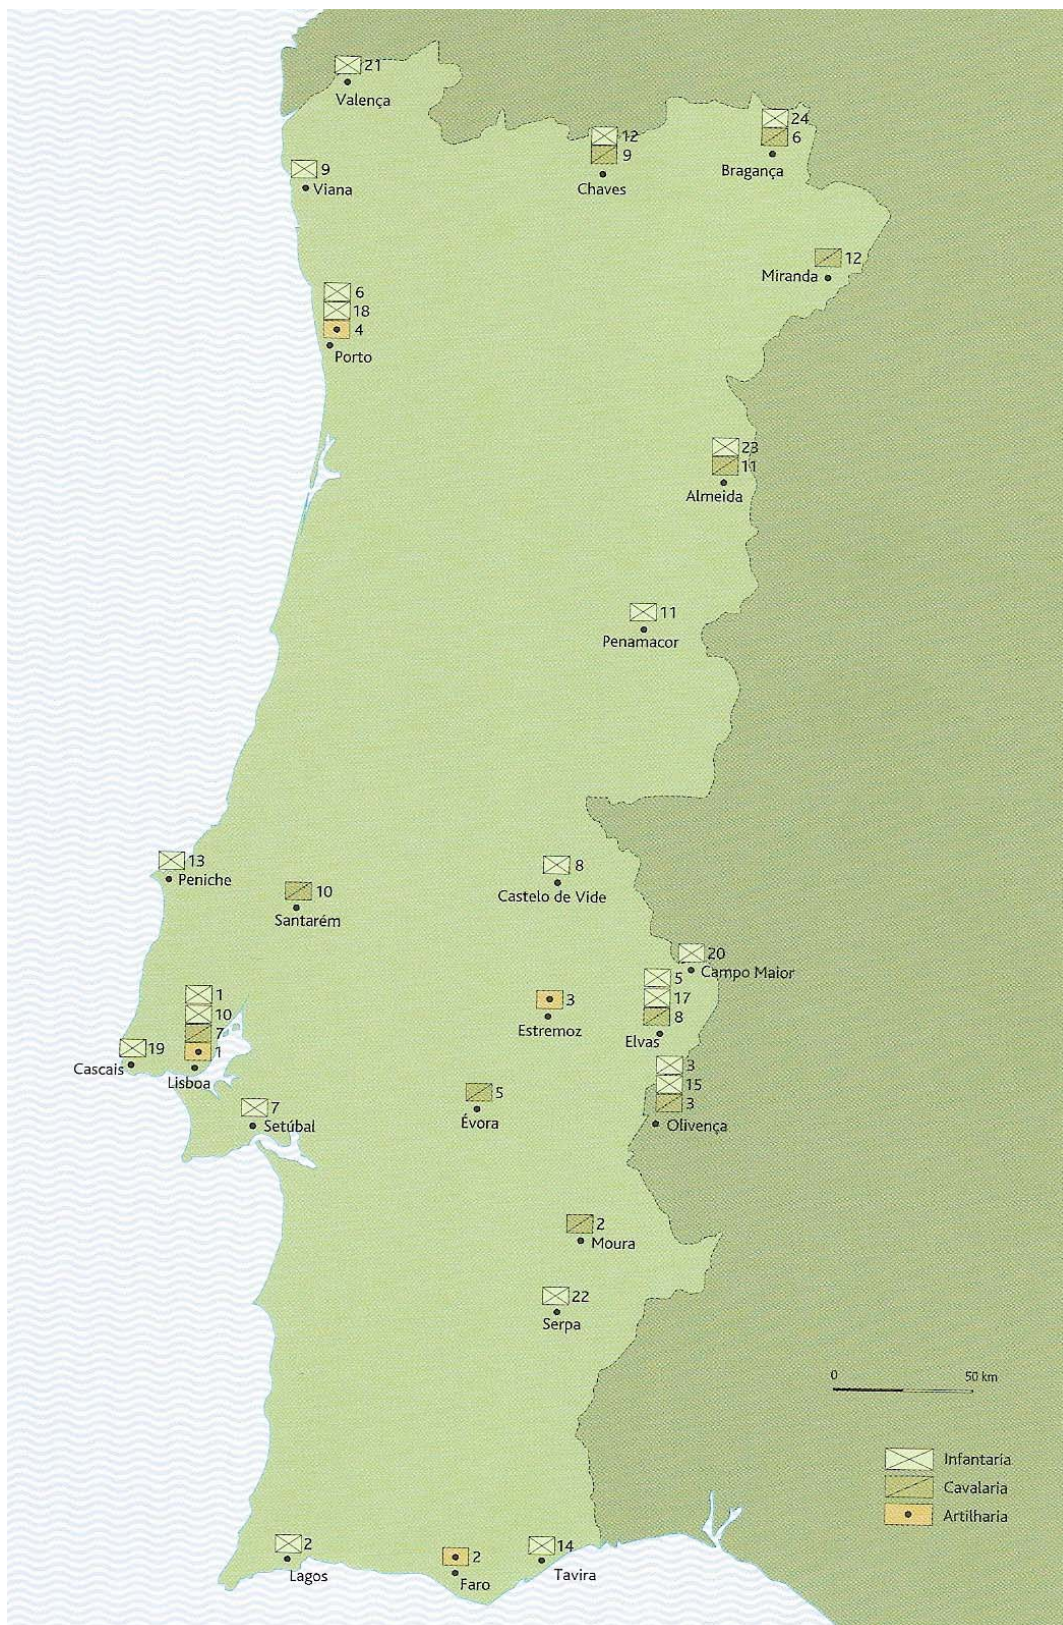 21
Valença
12
9
Chaves
24
6
Bragança
9
Viana
12
Miranda
6
18
4
Porto
23
11
Almeida
11
Penamacor
13
Peniche
10
Santarém
8
Castelo de Vide
20
Campo Maior
1
10
7
1
Lisboa
19
Cascais
3
Estremoz
5
17
8
Elvas
7
Setúbal
5
Évora
3
15
3
Olivença
2
Moura
22
Serpa
0 50 km
Infantaría
Cavalaria
Artilharia
2
Lagos
2
Faro
14
Tavira